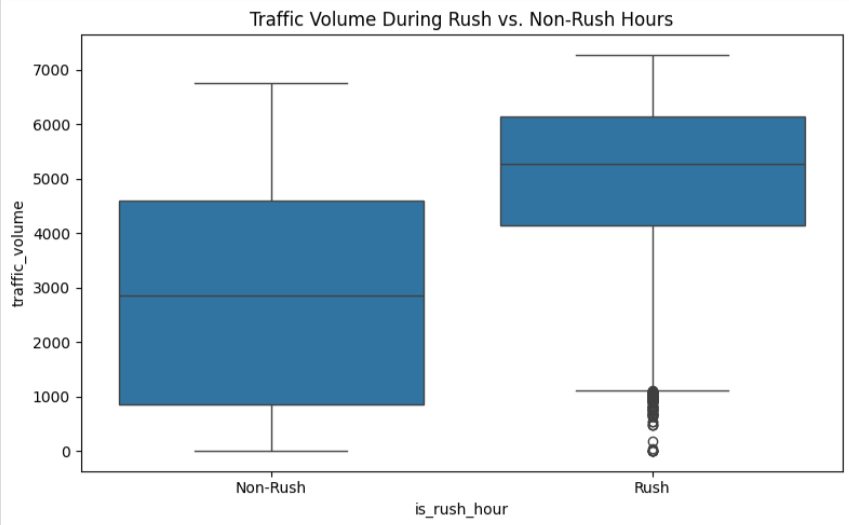 Traffic Volume During Rush vs. Non-Rush Hours
traffic_volume
7000
6000
5000
4000
3000
2000
1000
0
Non-Rush
Rush
is_rush_hour